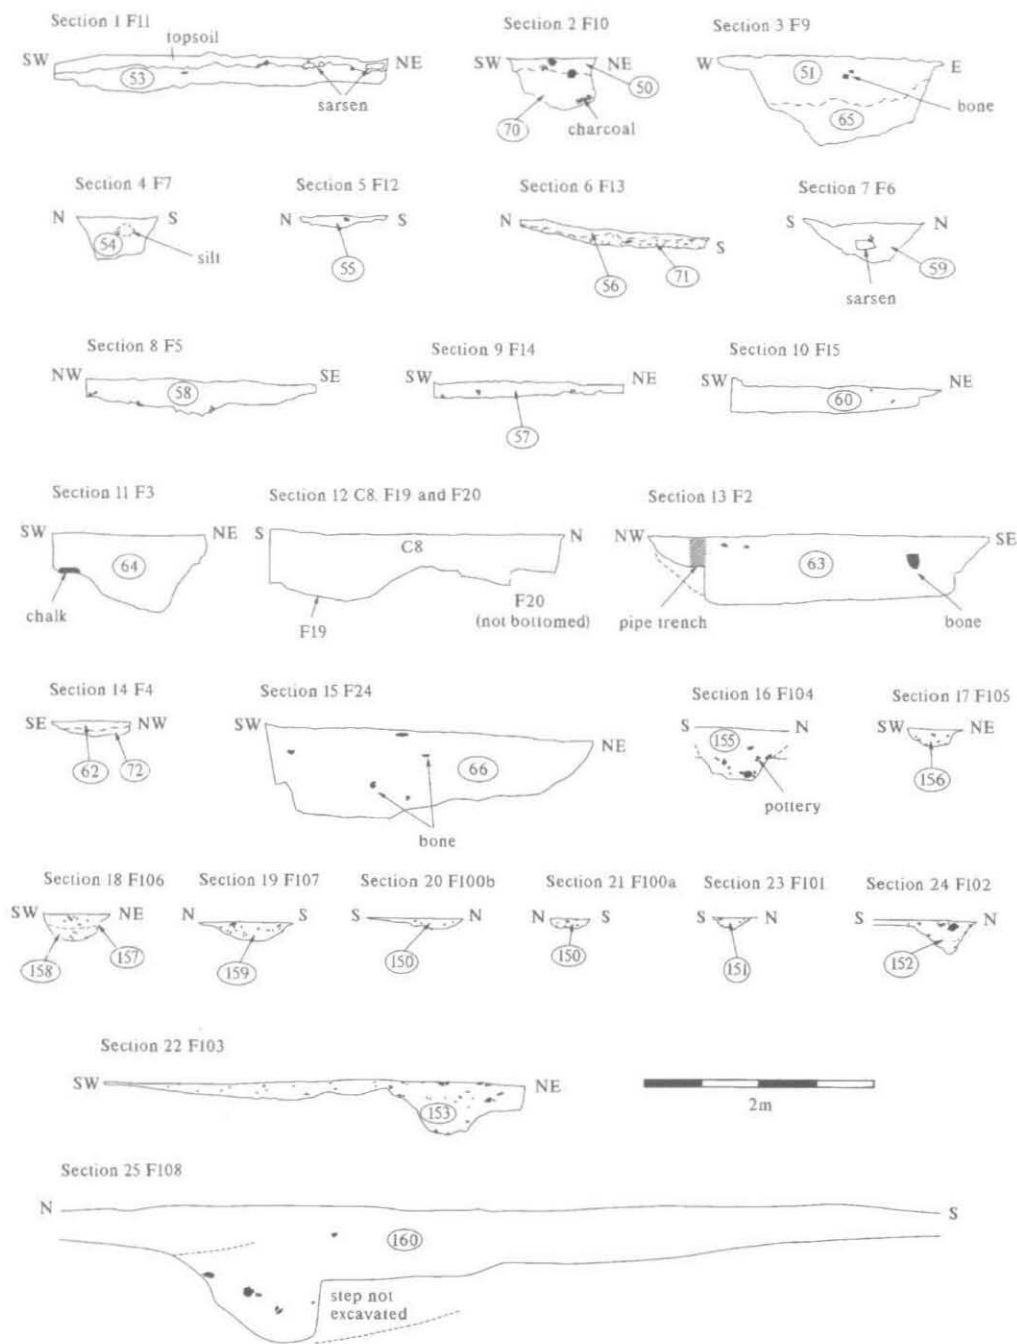 Section 1 F11
SW
topsoil
53
sarsen
NE
Section 2 F10
SW
NE
50
70
charcoal
Section 3 F9
W
51
E
bone
65
Section 4 F7
N
S
54
silt
Section 5 F12
N
S
55
Section 6 F13
N
S
56
71
Section 7 F6
S
N
59
sarsen
Section 8 F5
NW
58
SE
Section 9 F14
SW
NE
57
Section 10 F15
SW
60
NE
Section 11 F3
SW
NE
64
chalk
Section 12 C8. F19 and F20
S
C8
N
F19
F20
(not bottomed)
Section 13 F2
NW
63
SE
pipe trench
bone
Section 14 F4
SE
NW
62
72
Section 15 F24
SW
66
NE
bone
Section 16 F104
S
N
155
pottery
Section 17 F105
SW
NE
156
Section 18 F106
SW
NE
158
157
Section 19 F107
N
S
159
Section 20 F100b
S
N
150
Section 21 F100a
N
S
150
Section 23 F101
S
N
151
Section 24 F102
S
N
152
Section 22 F103
SW
153
NE
2m
Section 25 F108
N
160
S
step not
excavated